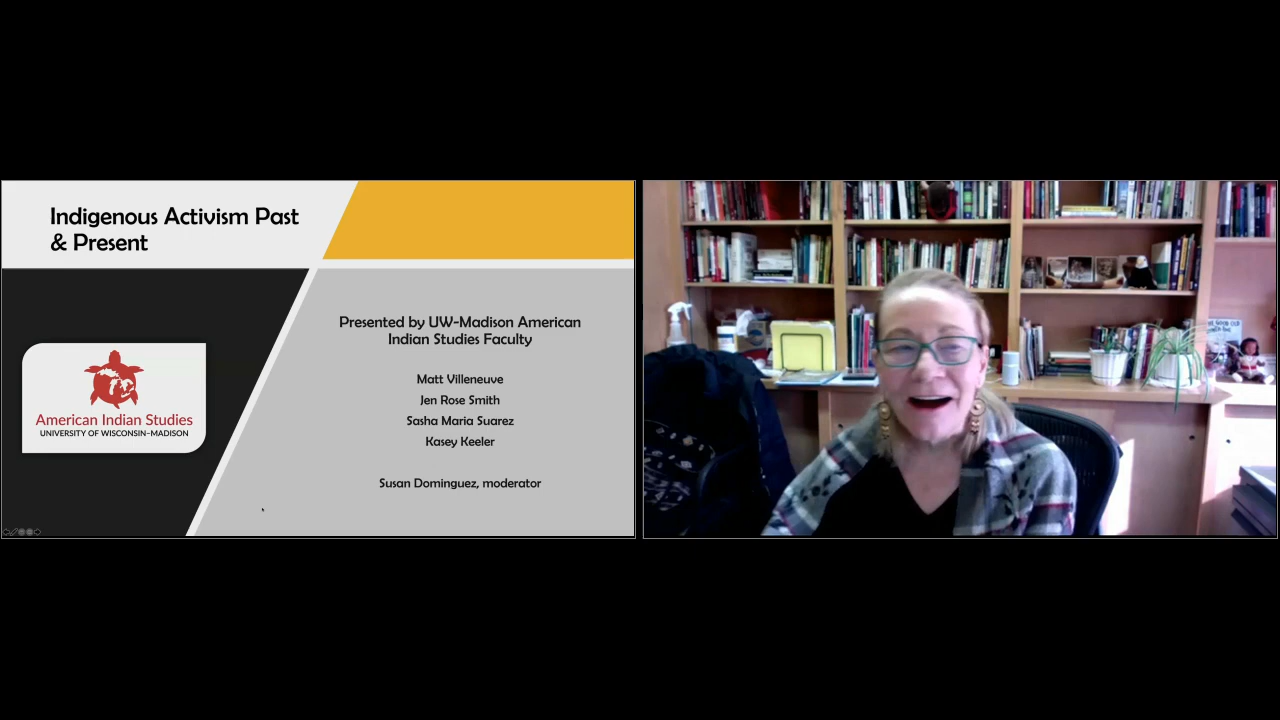 Indigenous Activism Past
& Present
Presented by UW-Madison American
Indian Studies Faculty
Matt Villeneuve
Jen Rose Smith
Sasha Maria Suarez
Kasey Keeler
Susan Dominguez, moderator
American Indian Studies
UNIVERSITY OF WISCONSIN–MADISON